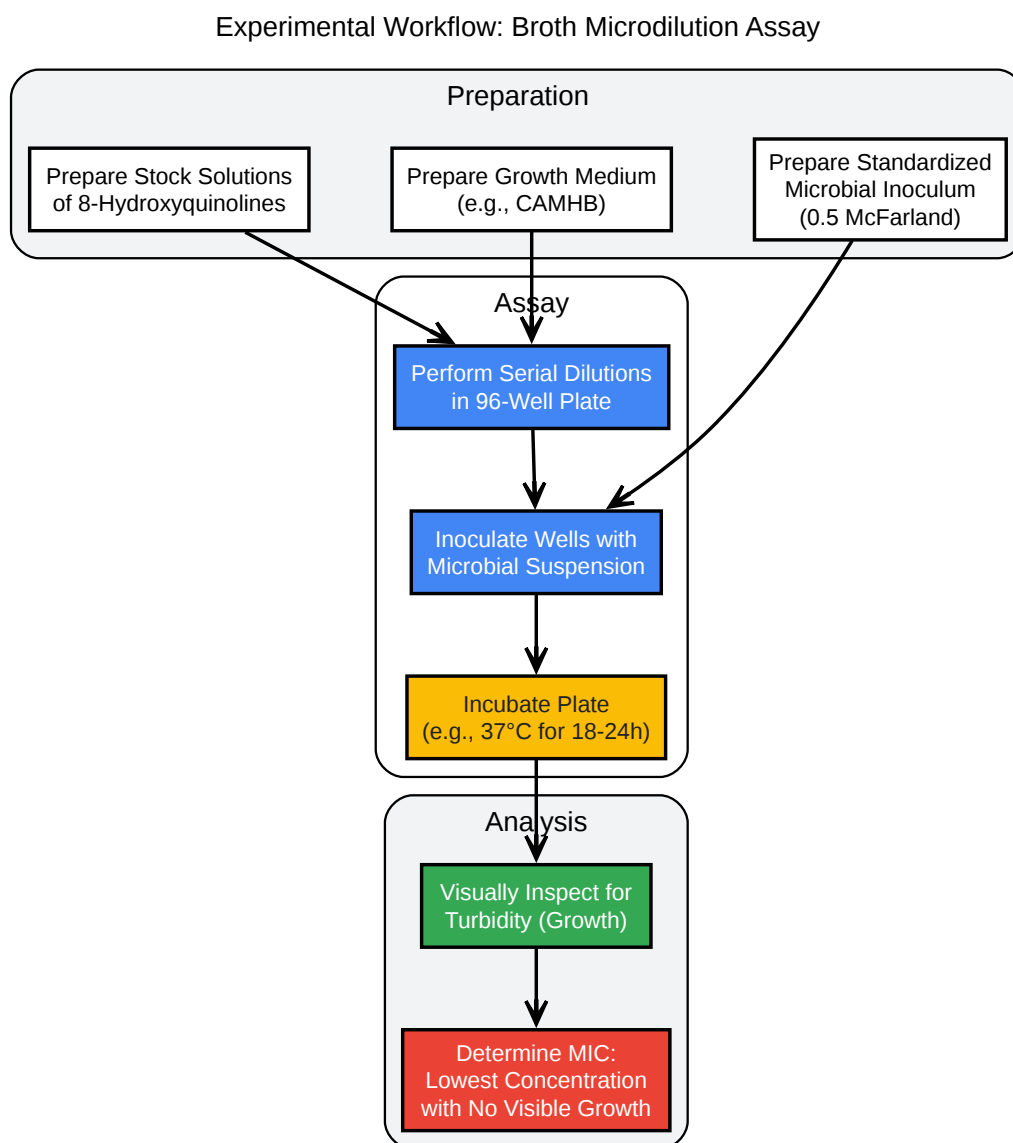 Experimental Workflow: Broth Microdilution Assay
Preparation
Prepare Stock Solutions
of 8-Hydroxyquinolines
Prepare Growth Medium
(e.g., CAMHB)
Prepare Standardized
Microbial Inoculum
(0.5 McFarland)
Assay
Perform Serial Dilutions
in 96-Well Plate
Inoculate Wells with
Microbial Suspension
Incubate Plate
(e.g., 37°C for 18-24h)
Analysis
Visually Inspect for
Turbidity (Growth)
Determine MIC:
Lowest Concentration
with No Visible Growth